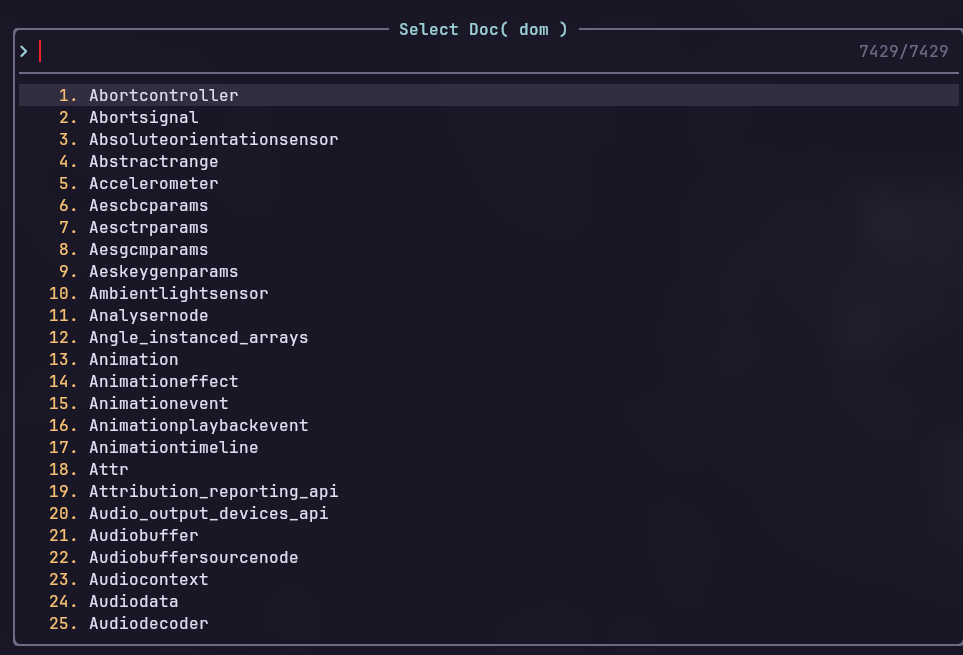 Select Doc( dom )
> 7429/7429
1. Abortcontroller
2. Abortsignal
3. Absoluteorientationsensor
4. Abstractrange
5. Accelerometer
6. Aescbcparams
7. Aesctrparams
8. Aesgcmparams
9. Aeskeygenparams
10. Ambientlightsensor
11. Analysernode
12. Angle_instanced_arrays
13. Animation
14. Animationeffect
15. Animationevent
16. Animationplaybackevent
17. Animationtimeline
18. Attr
19. Attribution_reporting_api
20. Audio_output_devices_api
21. Audiobuffer
22. Audiobuffersourcenode
23. Audiocontext
24. Audiodata
25. Audiodecoder